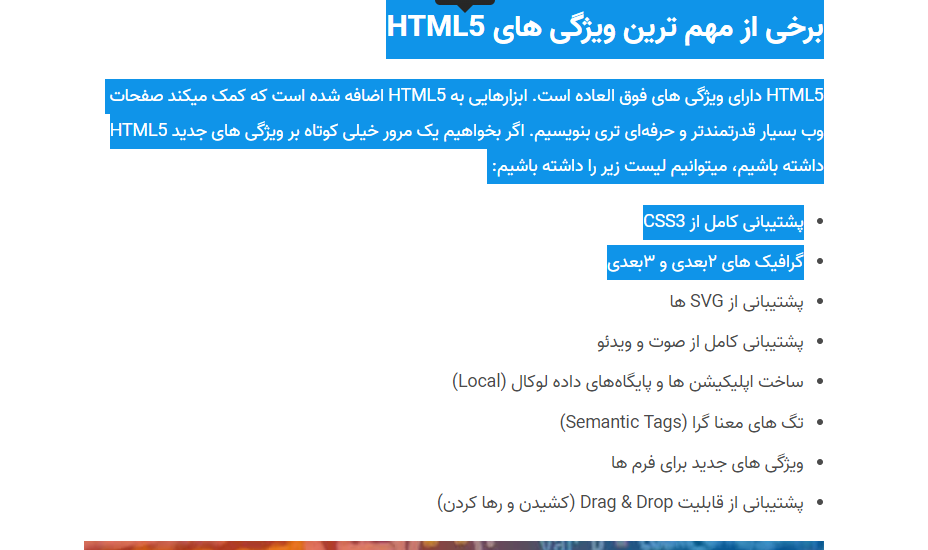 برخی از مهم ترین ویژگی های HTML5
HTML5 دارای ویژگی های فوق العاده است. ابزارهایی به HTML5 اضافه شده است که کمک میکند صفحات
وب بسیار قدرتمندتر و حرفه‌ای تری بنویسیم. اگر بخواهیم یک مرور خیلی کوتاه بر ویژگی های جدید HTML5
داشته باشیم، میتوانیم لیست زیر را داشته باشیم:
• پشتیبانی کامل از CSS3
• گرافیک های ۲بعدی و ۳بعدی
• پشتیبانی از SVG ها
• پشتیبانی کامل از صوت و ویدئو
• ساخت اپلیکیشن ها و پایگاه‌های داده لوکال (Local)
• تگ های معنا گرا (Semantic Tags)
• ویژگی های جدید برای فرم ها
• پشتیبانی از قابلیت Drag & Drop (کشیدن و رها کردن)